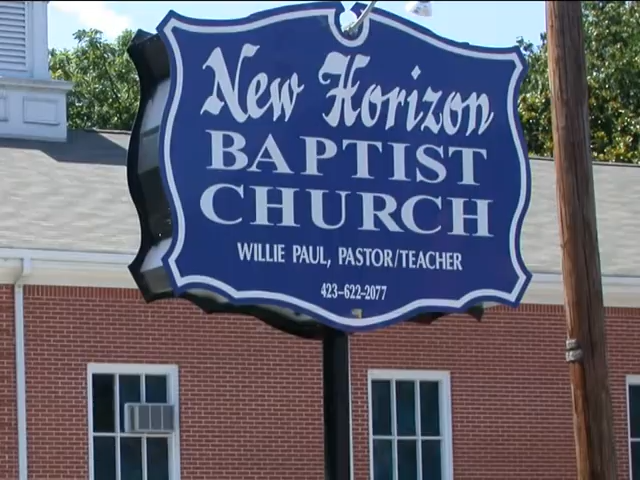 New Horizon
BAPTIST
CHURCH
WILLIE PAUL, PASTOR/TEACHER
423-622-2077